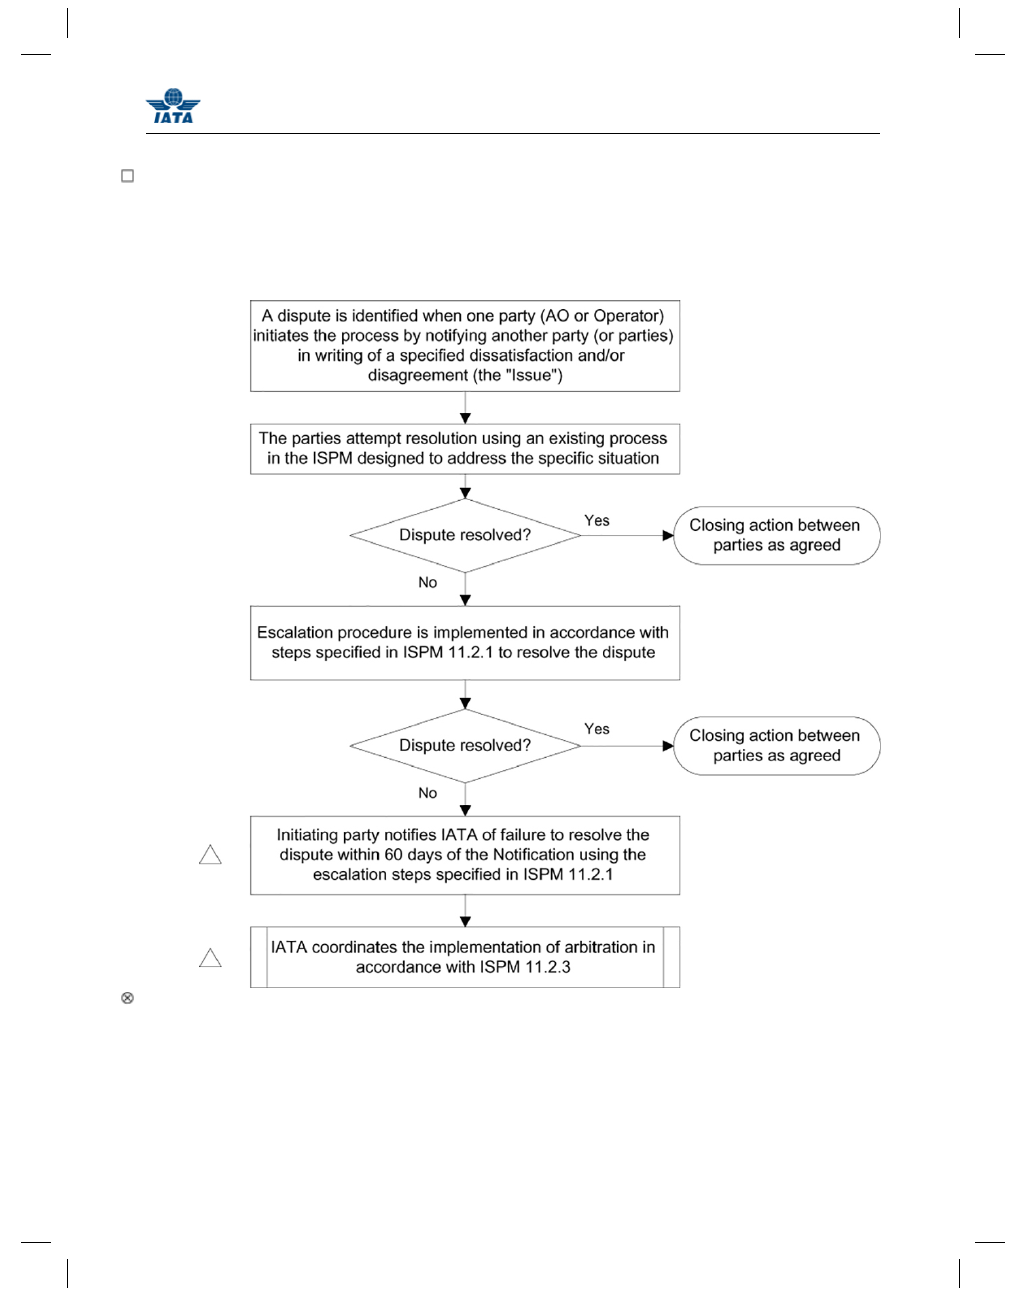 IATA
A dispute is identified when one party (AO or Operator)
initiates the process by notifying another party (or parties)
in writing of a specified dissatisfaction and/or
disagreement (the "Issue")
The parties attempt resolution using an existing process
in the ISPM designed to address the specific situation
Dispute resolved?
Yes
Closing action between
parties as agreed
No
Escalation procedure is implemented in accordance with
steps specified in ISPM 11.2.1 to resolve the dispute
Dispute resolved?
Yes
Closing action between
parties as agreed
No
Initiating party notifies IATA of failure to resolve the
dispute within 60 days of the Notification using the
escalation steps specified in ISPM 11.2.1
IATA coordinates the implementation of arbitration in
accordance with ISPM 11.2.3